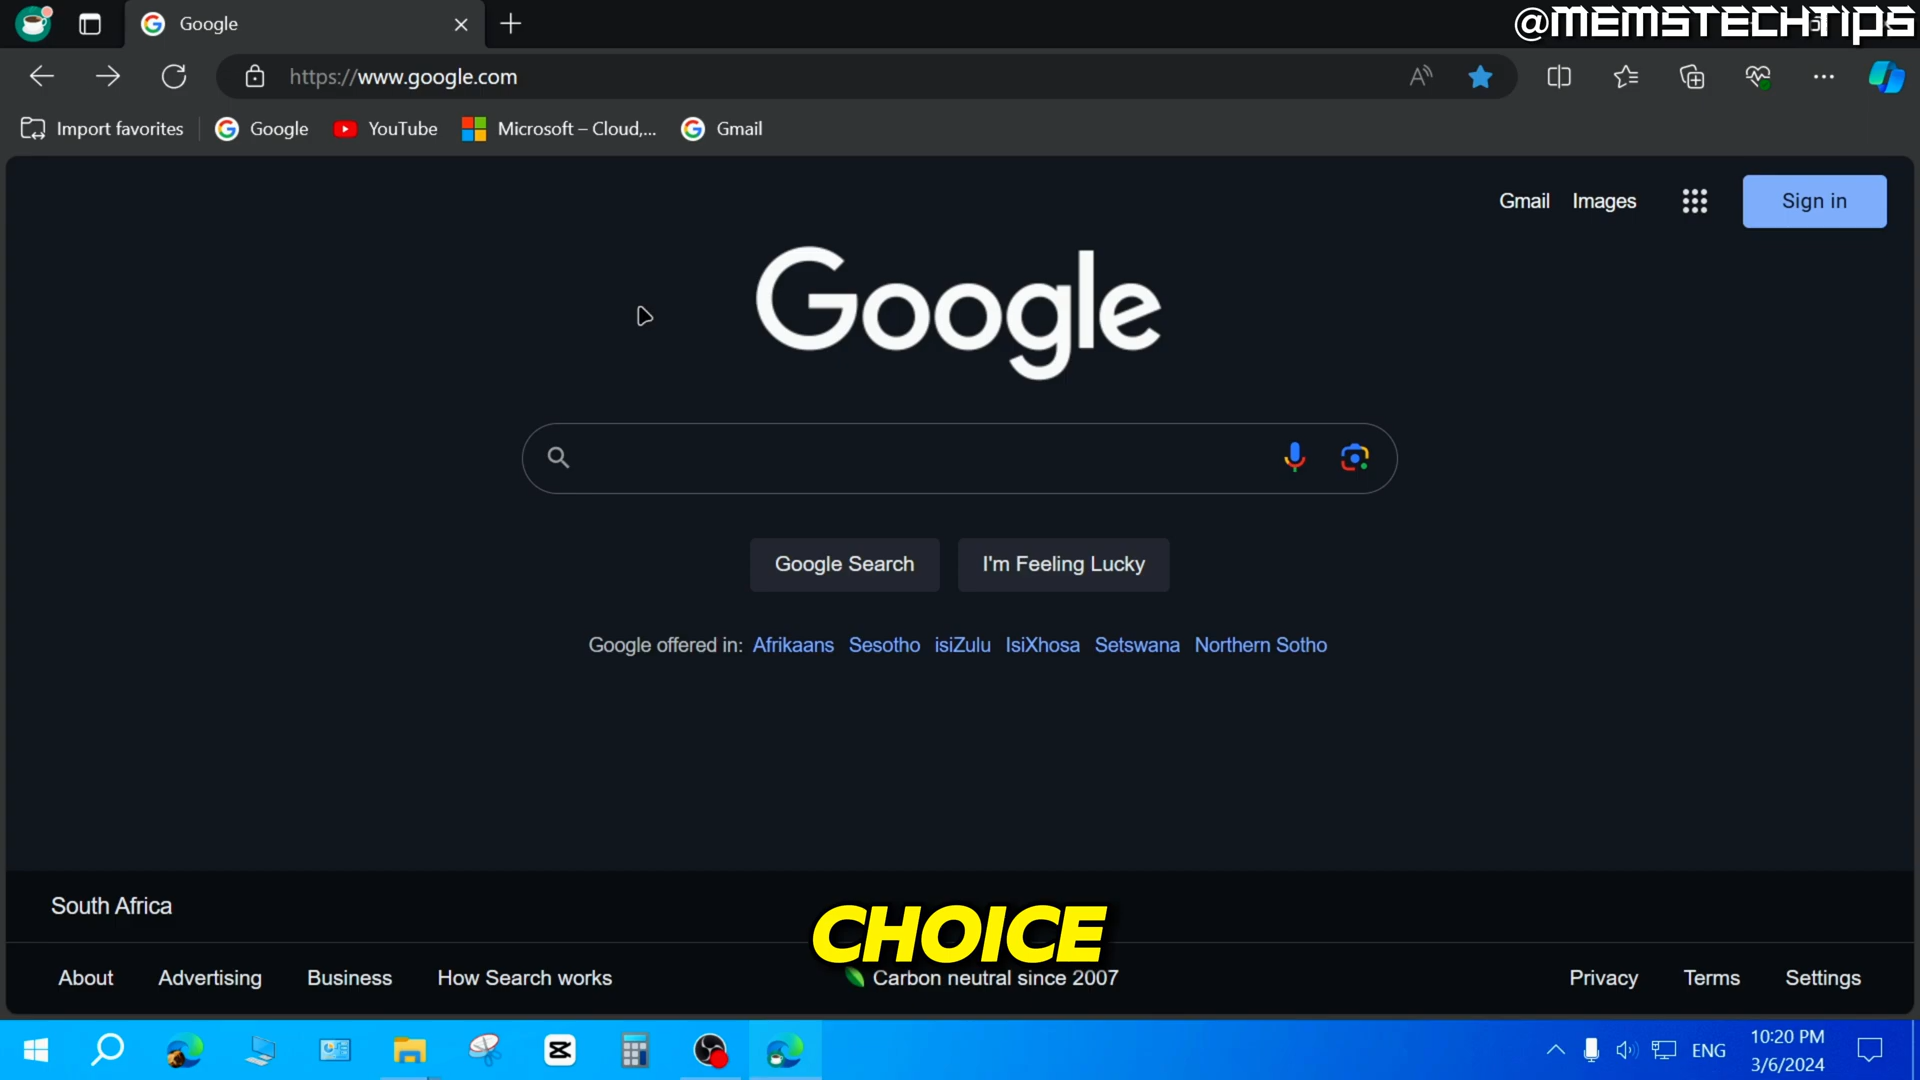 Google
@MEMSTECHTIPS
https://www.google.com
Import favorites
Google
YouTube
Microsoft – Cloud,...
Gmail
Gmail
Images
Sign in
Google
Google Search
I'm Feeling Lucky
Google offered in: Afrikaans Sesotho isiZulu IsiXhosa Setswana Northern Sotho
South Africa
CHOICE
About
Advertising
Business
How Search works
Carbon neutral since 2007
Privacy
Terms
Settings
ENG
10:20 PM
3/6/2024